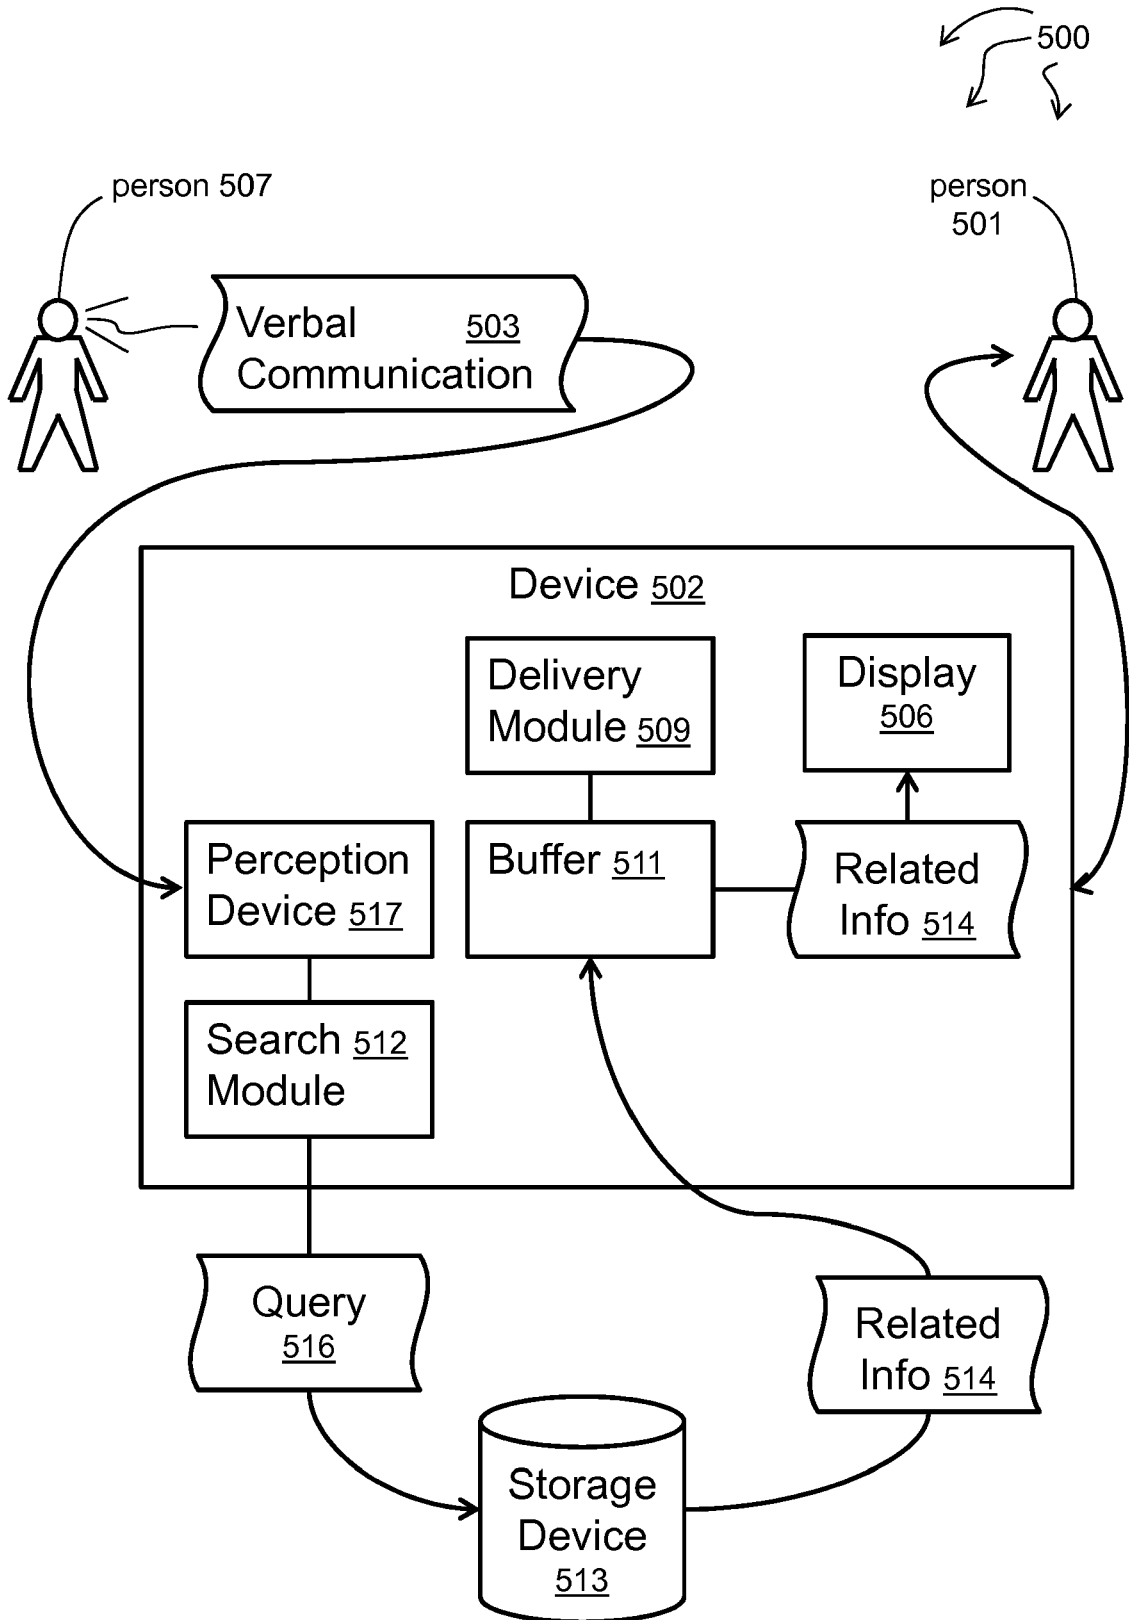 500
person 507
person
501
Verbal 503
Communication
Device 502
Delivery
Module 509
Display
506
Perception
Device 517
Buffer 511
Related
Info 514
Search 512
Module
Query
516
Related
Info 514
Storage
Device
513